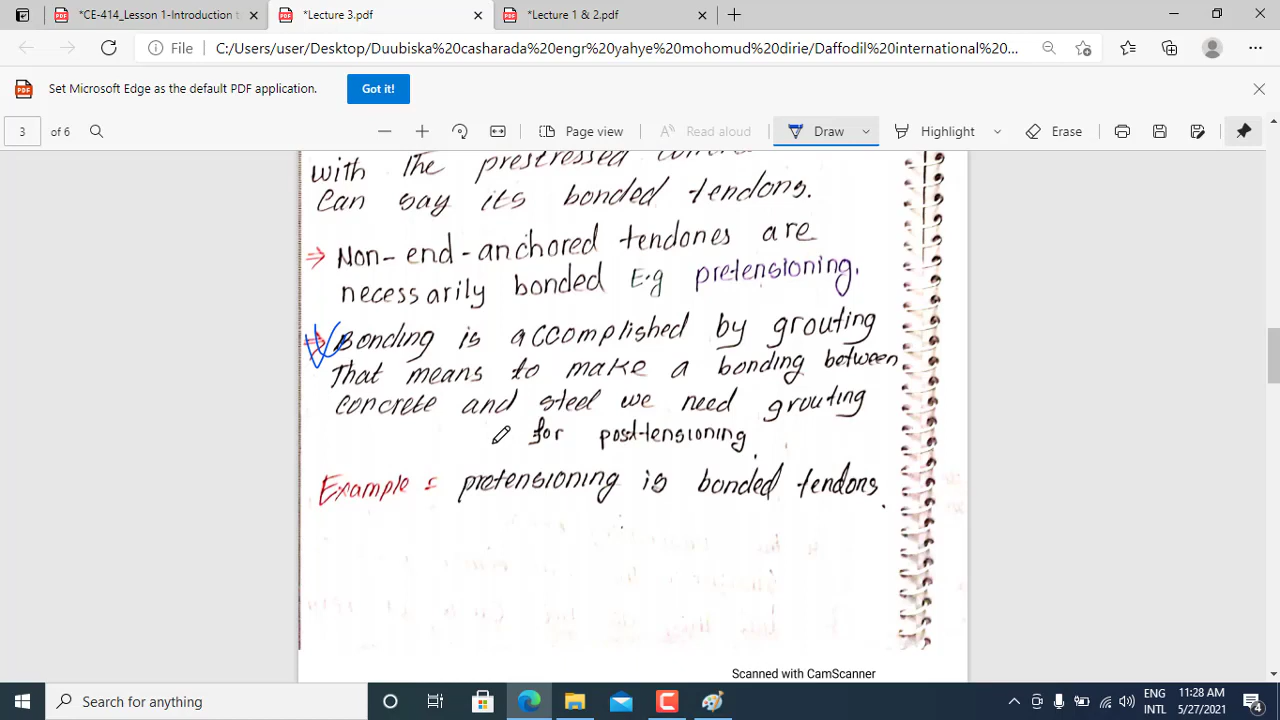 *CE-414_Lesson 1-Introduction t
*Lecture 3.pdf
*Lecture 1 & 2.pdf
File
C:/Users/user/Desktop/Duubiska%20casharada%20engr%20yahye%20mohomud%20dirie/Daffodil%20international%20...
Set Microsoft Edge as the default PDF application.
Got it!
3 of 6
Page view
Read aloud
Draw
Highlight
Erase
with The prestressed
Can say its bonded tendons.
⇒ Non-end-anchored tendones are
necessarily bonded E.g pretensioning.
⇒ Bonding is accomplished by grouting
That means to make a bonding between
concrete and steel we need grouting
for post-tensioning.
Example = pretensioning is bonded tendons.
Scanned with CamScanner
Search for anything
ENG
INTL
11:28 AM
5/27/2021
4